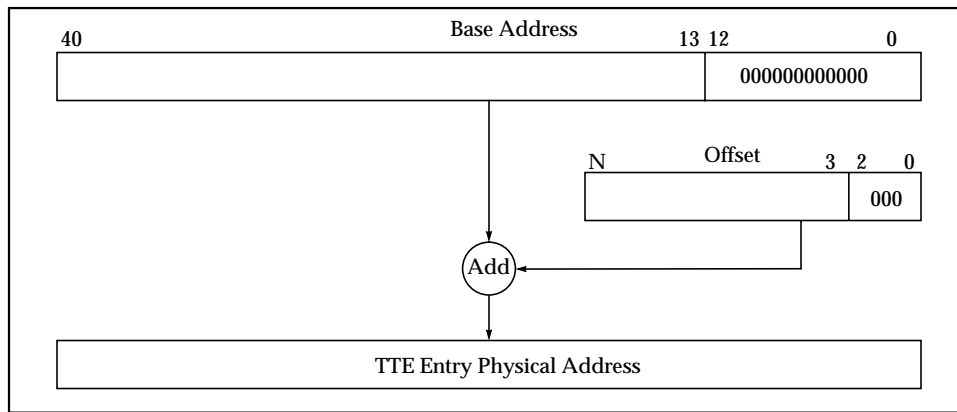 Base Address
40 13 12 0
000000000000
N Offset 3 2 0
000
Add
TTE Entry Physical Address